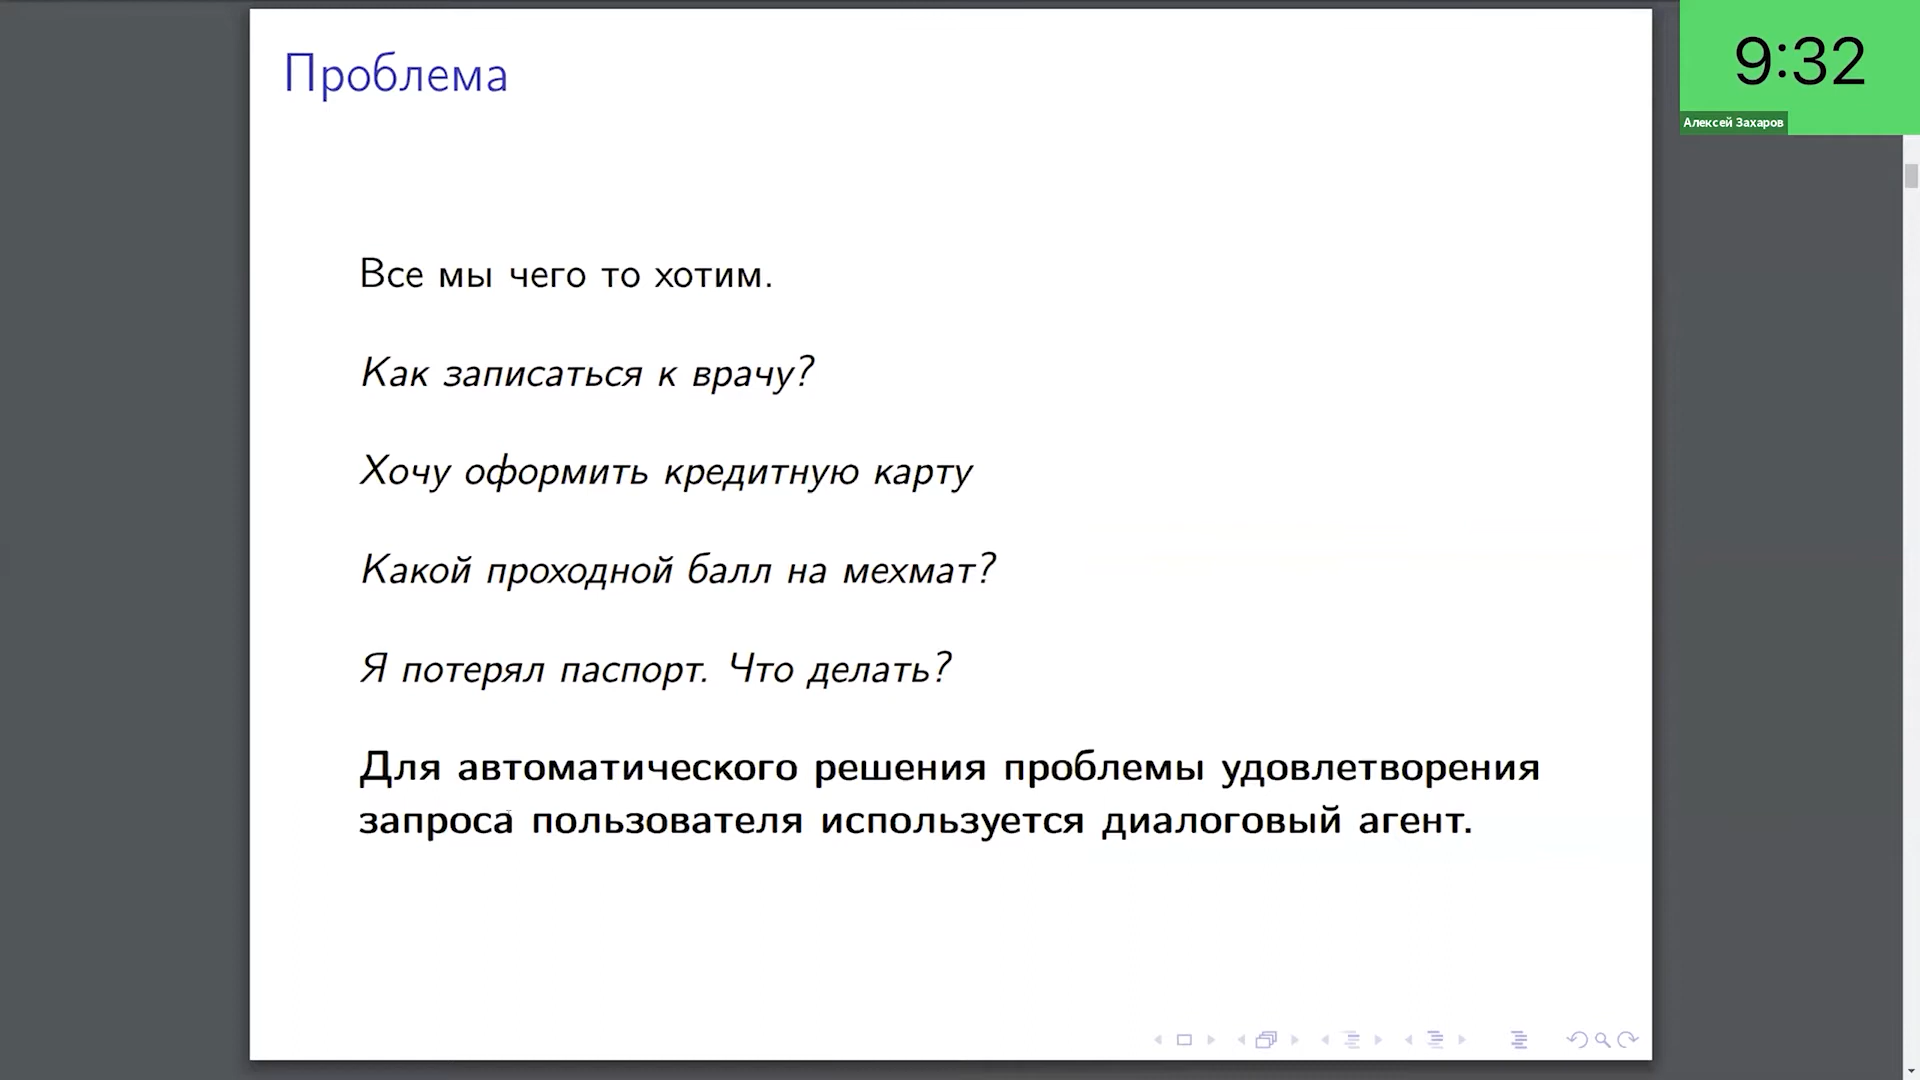 Проблема
9:32
Алексей Захаров
Все мы чего то хотим.
Как записаться к врачу?
Хочу оформить кредитную карту
Какой проходной балл на мехмат?
Я потерял паспорт. Что делать?
Для автоматического решения проблемы удовлетворения
запроса пользователя используется диалоговый агент.